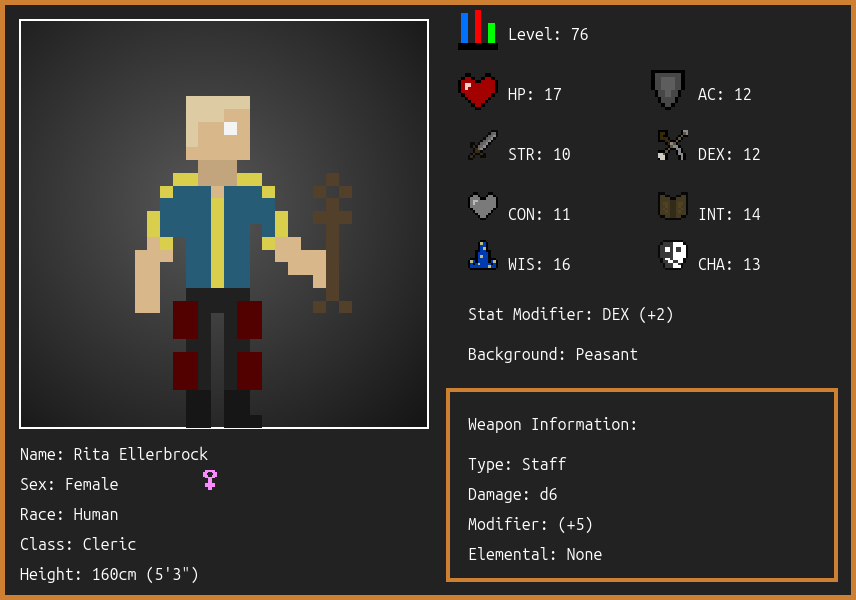 Level: 76
HP: 17
AC: 12
STR: 10
DEX: 12
CON: 11
INT: 14
WIS: 16
CHA: 13
Stat Modifier: DEX (+2)
Background: Peasant
Weapon Information:
Type: Staff
Damage: d6
Modifier: (+5)
Elemental: None
Name: Rita Ellerbrock
Sex: Female
Race: Human
Class: Cleric
Height: 160cm (5'3")